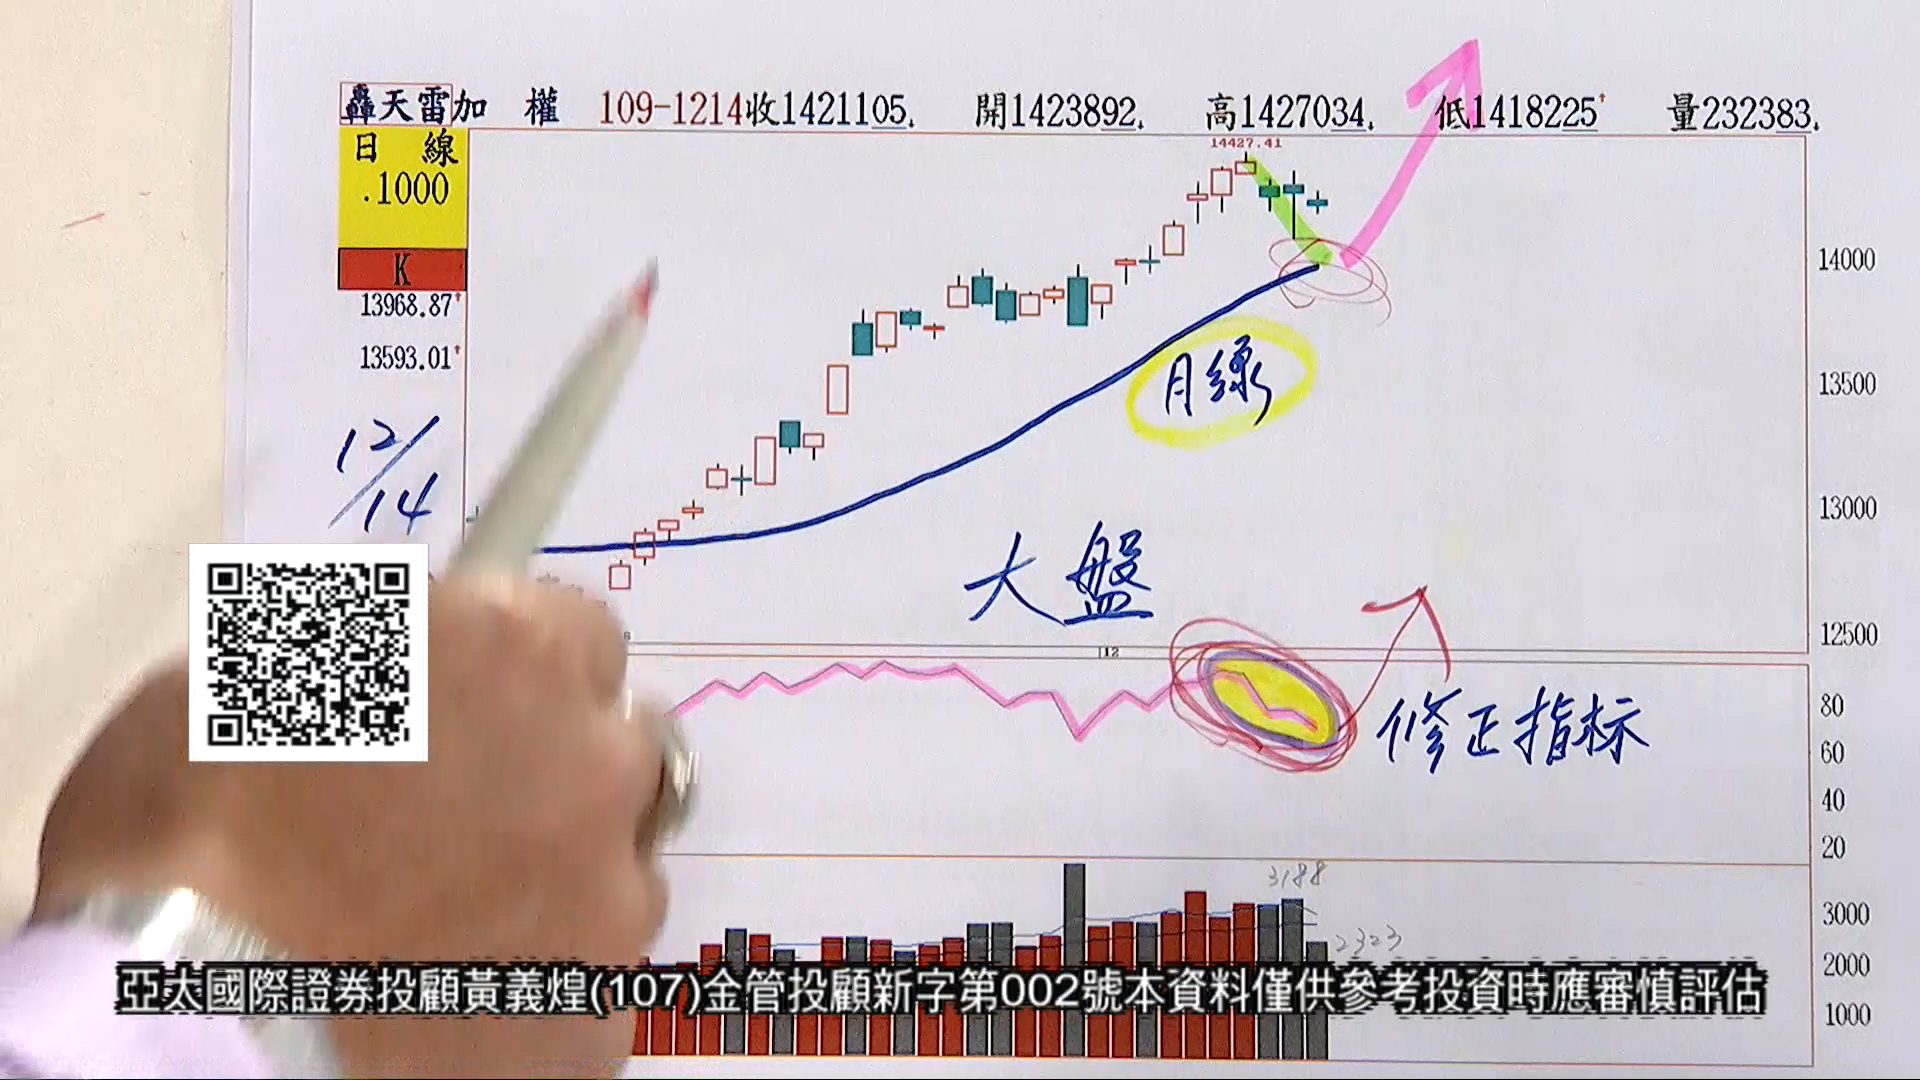 轟天雷加 權 109-1214收1421105. 開1423892. 高1427034. 低1418225 量232383.
日 線
.1000
K
13968.87
13593.01
14427.41
14000
13500
13000
12500
月線
12/14
大盤
12
80
60
40
20
修正指标
3188
2323
3000
2000
1000
亞太國際證券投顧黃義煌(107)金管投顧新字第002號本資料僅供參考投資時應審慎評估